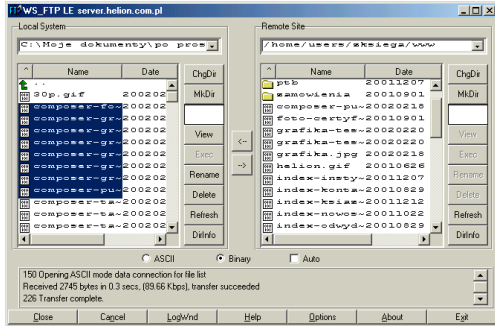 WS_FTP LE server.helion.com.pl
Local System
C:\Moje dokumenty\po pros
^ Name Date
..
30p.gif 200202
composer-fo~ 200202
composer-gr~ 200202
composer-gr~ 200202
composer-gr~ 200202
composer-gr~ 200202
composer-gr~ 200202
composer-gr~ 200202
composer-pu~ 200202
composer-ta~ 200202
composer-ta~ 200202
composer-ta~ 200202
ChgDir
MkDir
View
Exec
Rename
Delete
Refresh
DirInfo
<--
-->
Remote Site
/home/users/zksiega/www
^ Name Date
ptb 20011207
zamowienia 20010901
composer-pu~ 20020218
foto-certyf~ 20010901
grafika-tes~ 20020220
grafika-tes~ 20020220
grafika.jpg 20020218
helion.gif 20010626
index-insty~ 20011207
index-konta~ 20010829
index-ksias~ 20011212
index-nowos~ 20011022
index-odwyd~ 20010829
ChgDir
MkDir
View
Exec
Rename
Delete
Refresh
DirInfo
ASCII Binary Auto
150 Opening ASCII mode data connection for file list
Received 2745 bytes in 0.3 secs, (89.66 Kbps), transfer succeeded
226 Transfer complete.
Close Cancel LogWnd Help Options About Exit